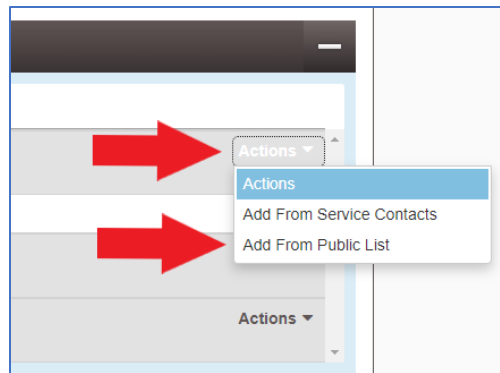 Actions
Actions
Add From Service Contacts
Add From Public List
Actions